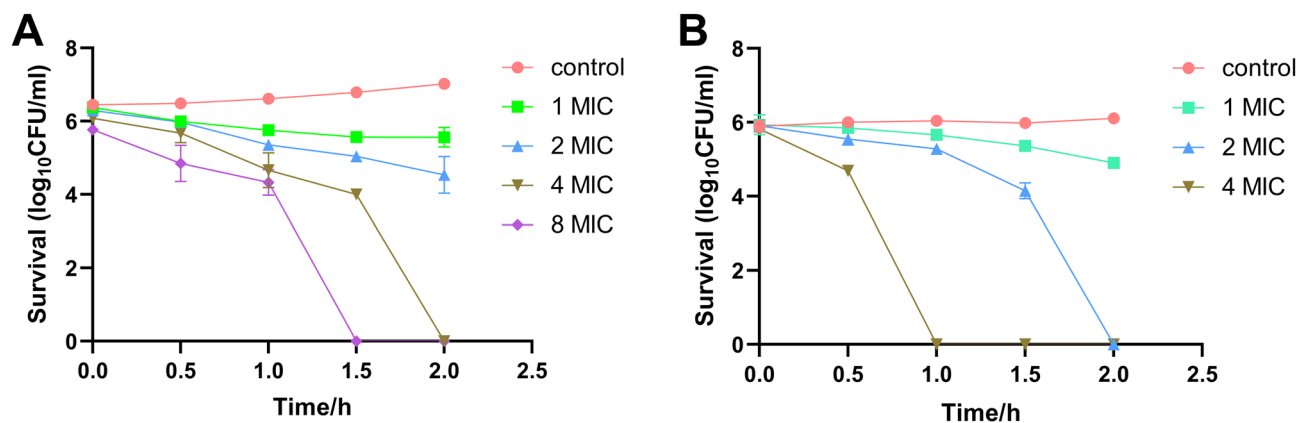 A
Survival (log10CFU/ml)
8
6
4
2
0
0.0 0.5 1.0 1.5 2.0 2.5
Time/h
control
1 MIC
2 MIC
4 MIC
8 MIC
B
Survival (log10CFU/ml)
8
6
4
2
0
0.0 0.5 1.0 1.5 2.0 2.5
Time/h
control
1 MIC
2 MIC
4 MIC